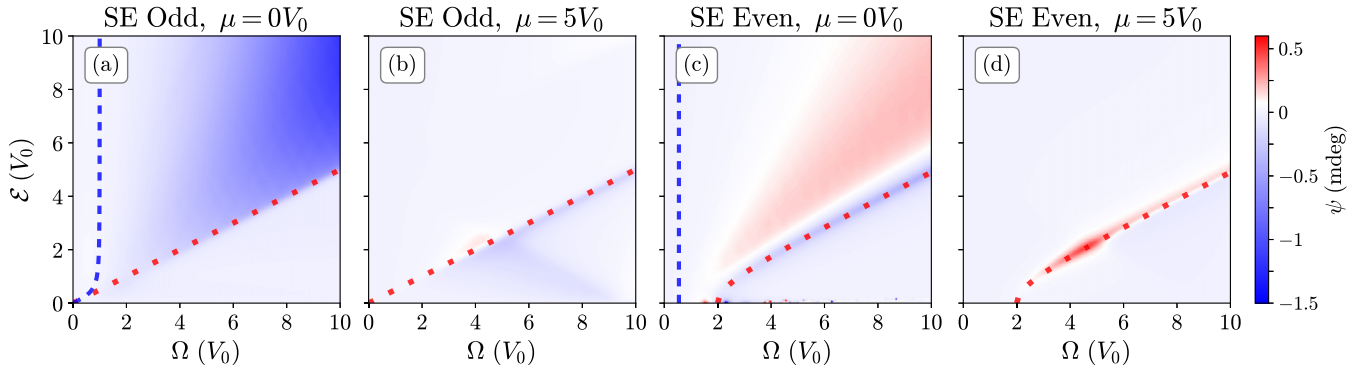 SE Odd, μ = 0V₀
SE Odd, μ = 5V₀
SE Even, μ = 0V₀
SE Even, μ = 5V₀
(a)
(b)
(c)
(d)
10
8
6
4
2
0
ℰ (V₀)
0 2 4 6 8 10
0 2 4 6 8 10
0 2 4 6 8 10
0 2 4 6 8 10
Ω (V₀)
Ω (V₀)
Ω (V₀)
Ω (V₀)
0.5
0
−0.5
−1
−1.5
ψ (mdeg)